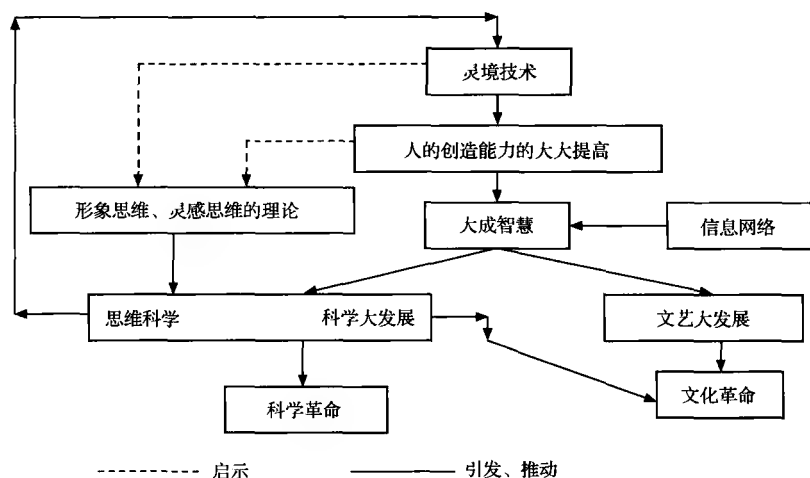 灵境技术
人的创造能力的大大提高
形象思维、灵感思维的理论
大成智慧
信息网络
思维科学
科学大发展
文艺大发展
科学革命
文化革命
启示
引发、推动